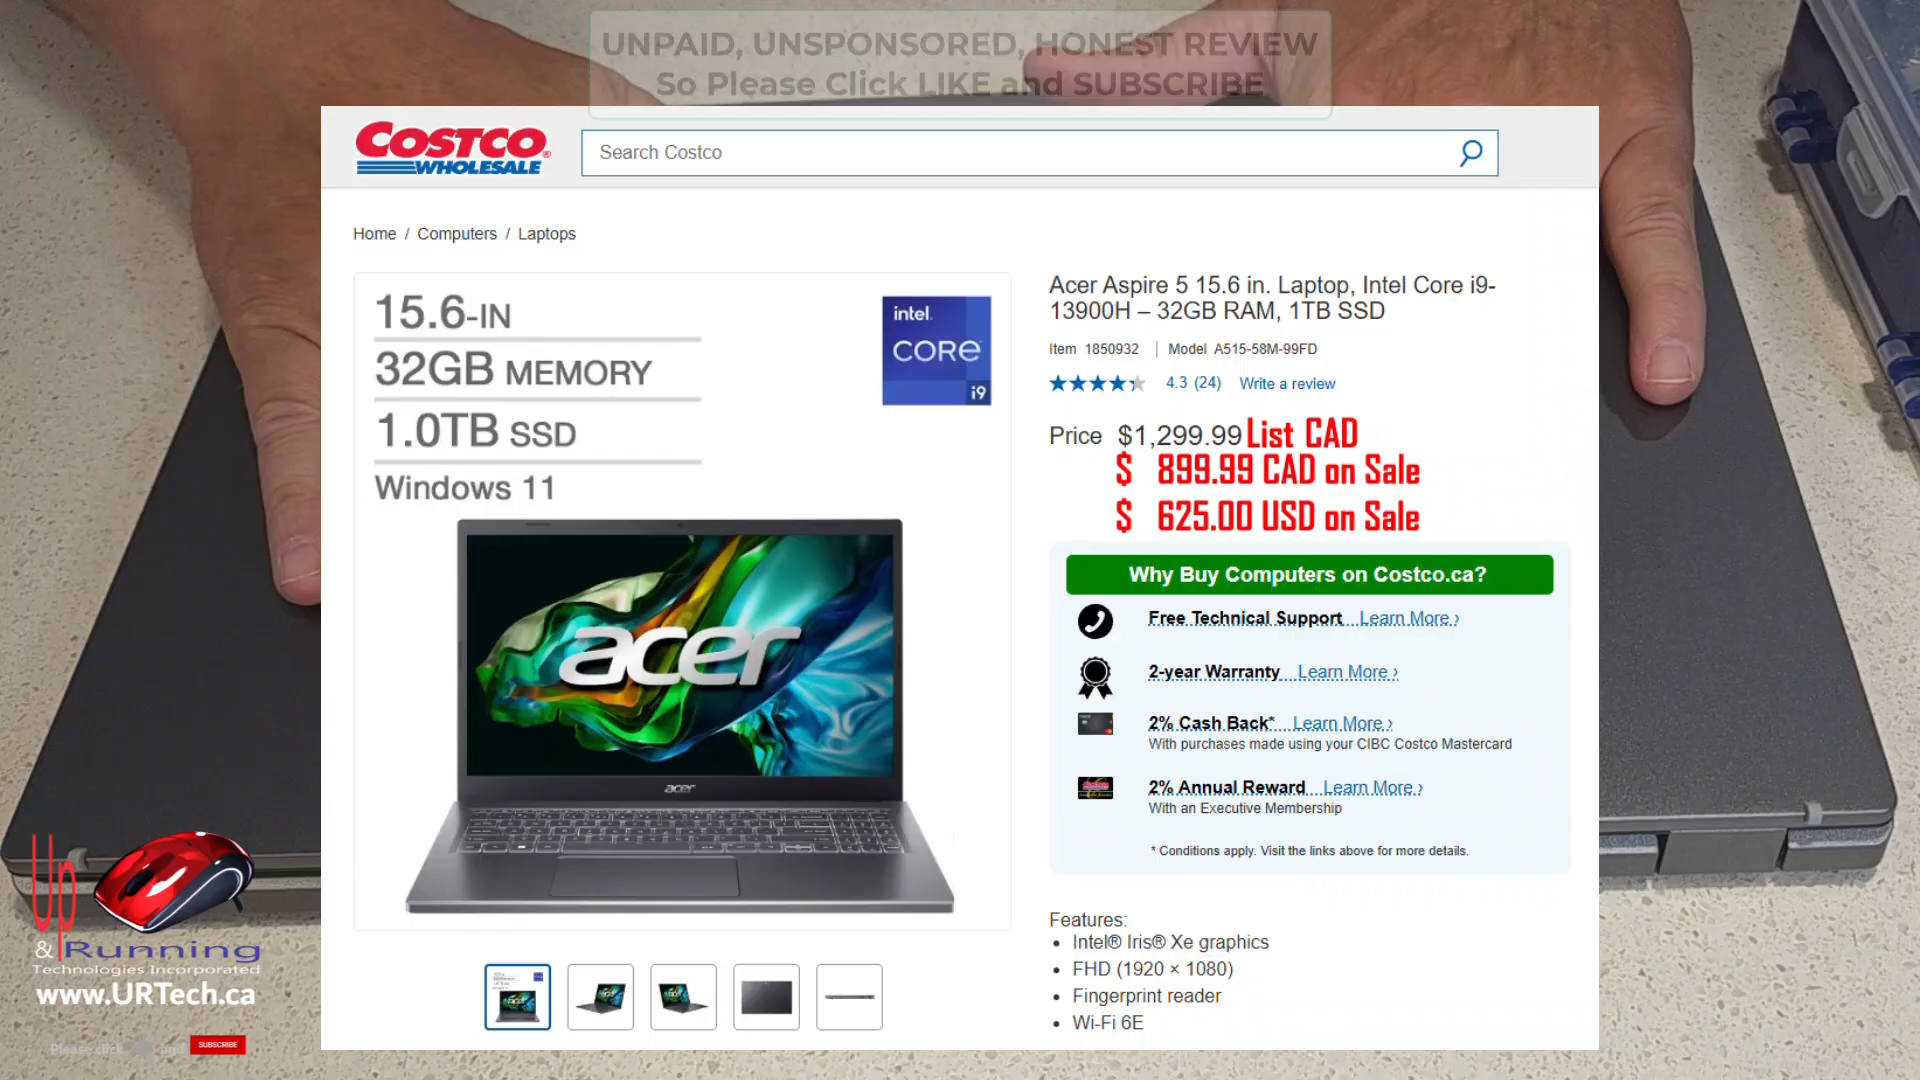 UNPAID, UNSPONSORED, HONEST REVIEW
So Please Click LIKE and SUBSCRIBE
COSTCO
WHOLESALE
Search Costco
Home / Computers / Laptops
15.6-IN
32GB MEMORY
1.0TB SSD
Windows 11
intel.
CORE
i9
acer
acer
Acer Aspire 5 15.6 in. Laptop, Intel Core i9-
13900H – 32GB RAM, 1TB SSD
Item 1850932 | Model A515-58M-99FD
4.3 (24) Write a review
Price $1,299.99 List CAD
$ 899.99 CAD on Sale
$ 625.00 USD on Sale
Why Buy Computers on Costco.ca?
Free Technical Support Learn More ›
2-year Warranty Learn More ›
2% Cash Back* Learn More ›
With purchases made using your CIBC Costco Mastercard
2% Annual Reward Learn More ›
With an Executive Membership
* Conditions apply. Visit the links above for more details.
Features:
• Intel® Iris® Xe graphics
• FHD (1920 × 1080)
• Fingerprint reader
• Wi-Fi 6E
Up
& Running
Technologies Incorporated
www.URTech.ca
Please click and SUBSCRIBE